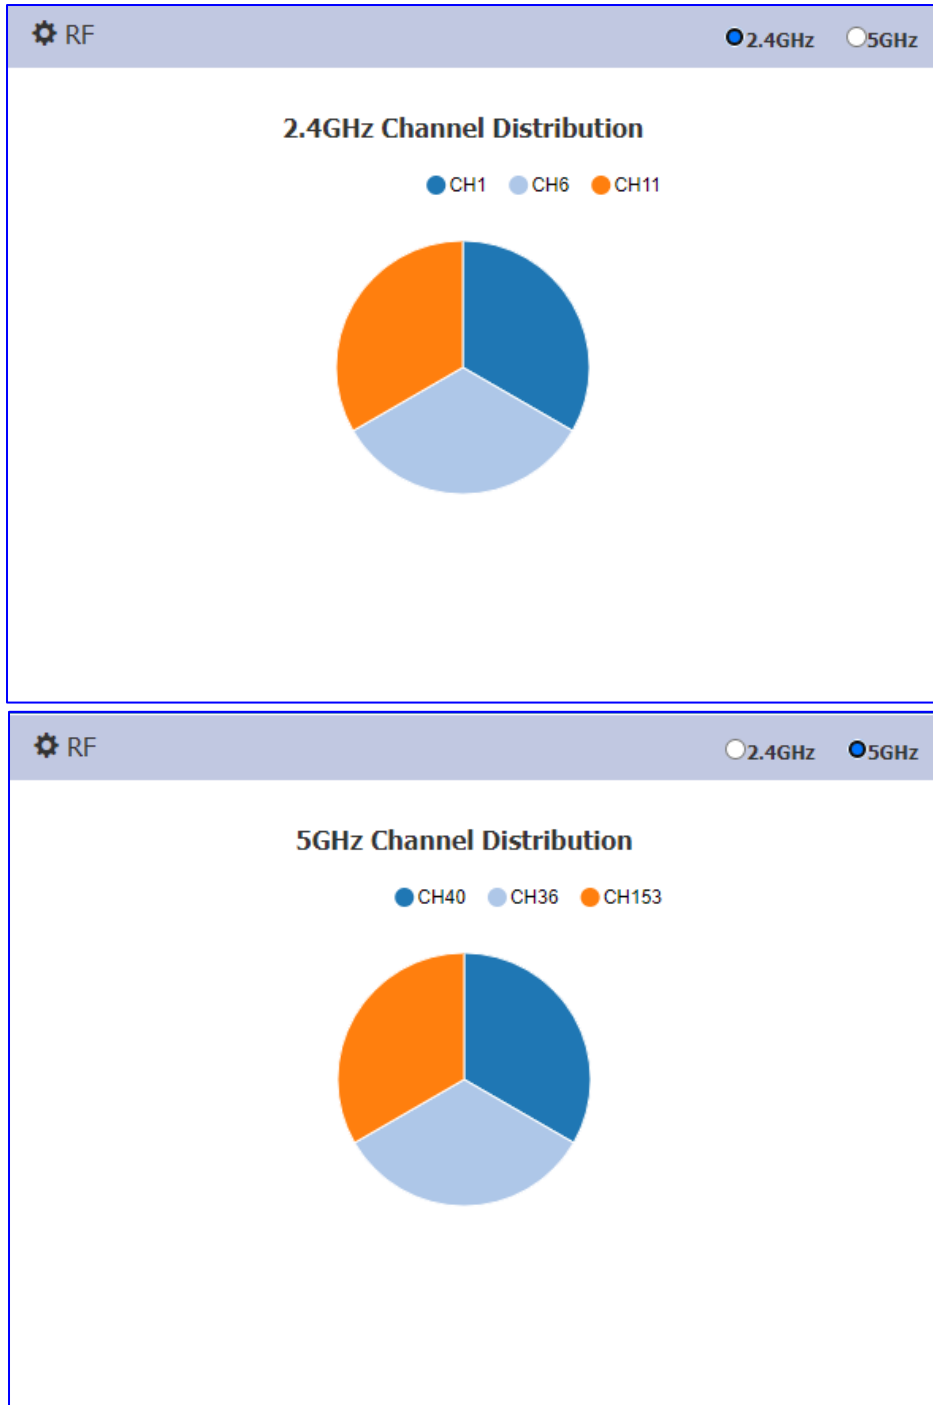 RF 2.4GHz 5GHz
2.4GHz Channel Distribution
CH1 CH6 CH11
RF 2.4GHz 5GHz
5GHz Channel Distribution
CH40 CH36 CH153